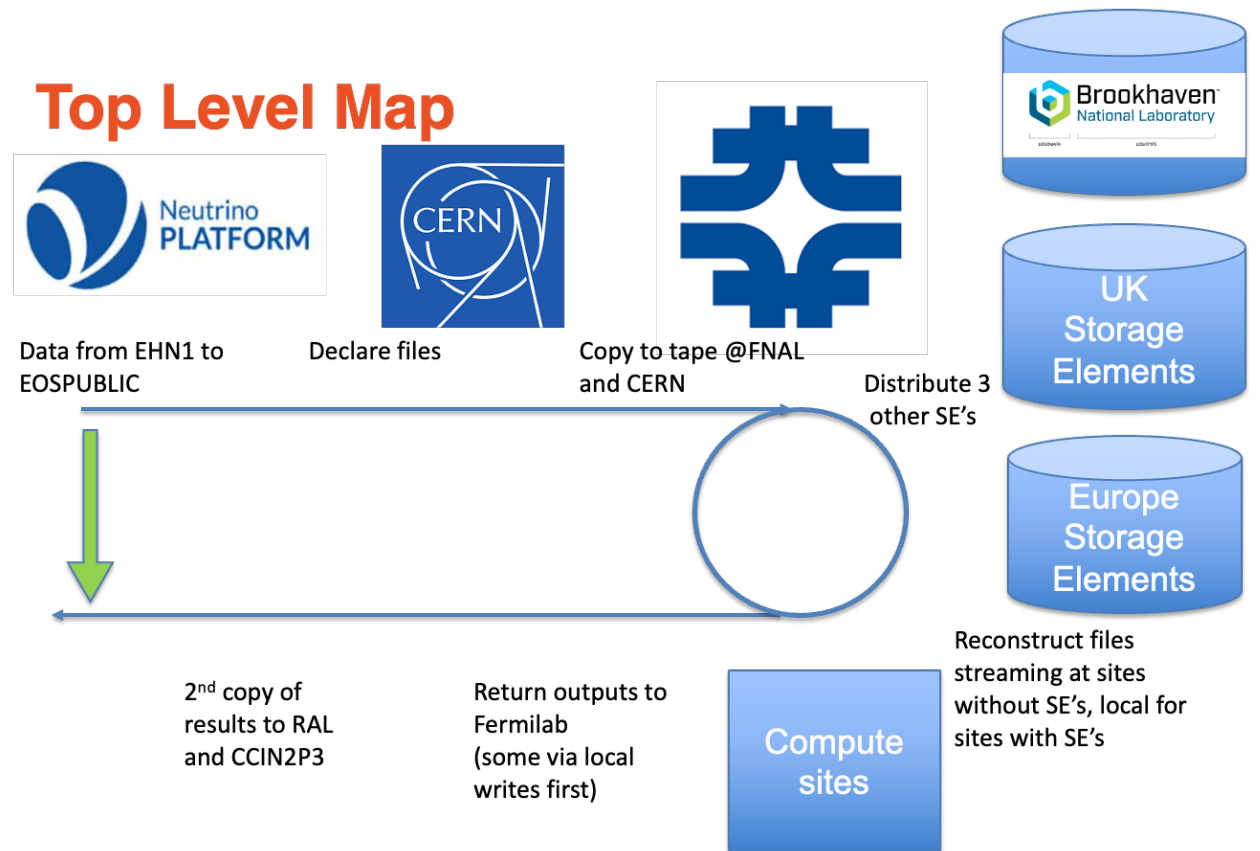 Top Level Map
Neutrino
PLATFORM
CERN
Brookhaven™
National Laboratory
LOGOMARK
LOGOTYPE
UK
Storage
Elements
Europe
Storage
Elements
Data from EHN1 to
EOSPUBLIC
Declare files
Copy to tape @FNAL
and CERN
Distribute 3
other SE’s
Reconstruct files
streaming at sites
without SE’s, local for
sites with SE’s
Compute
sites
Return outputs to
Fermilab
(some via local
writes first)
2nd copy of
results to RAL
and CCIN2P3